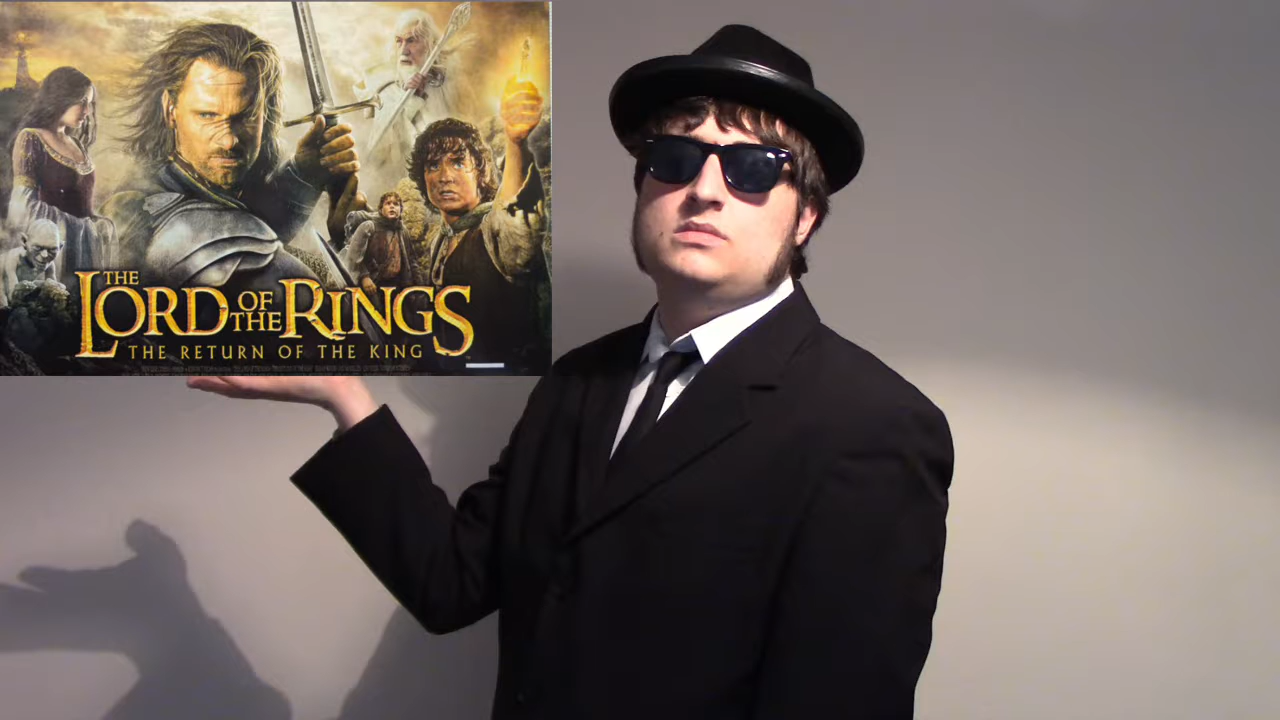 THE
LORD OF THE RINGS
THE RETURN OF THE KING